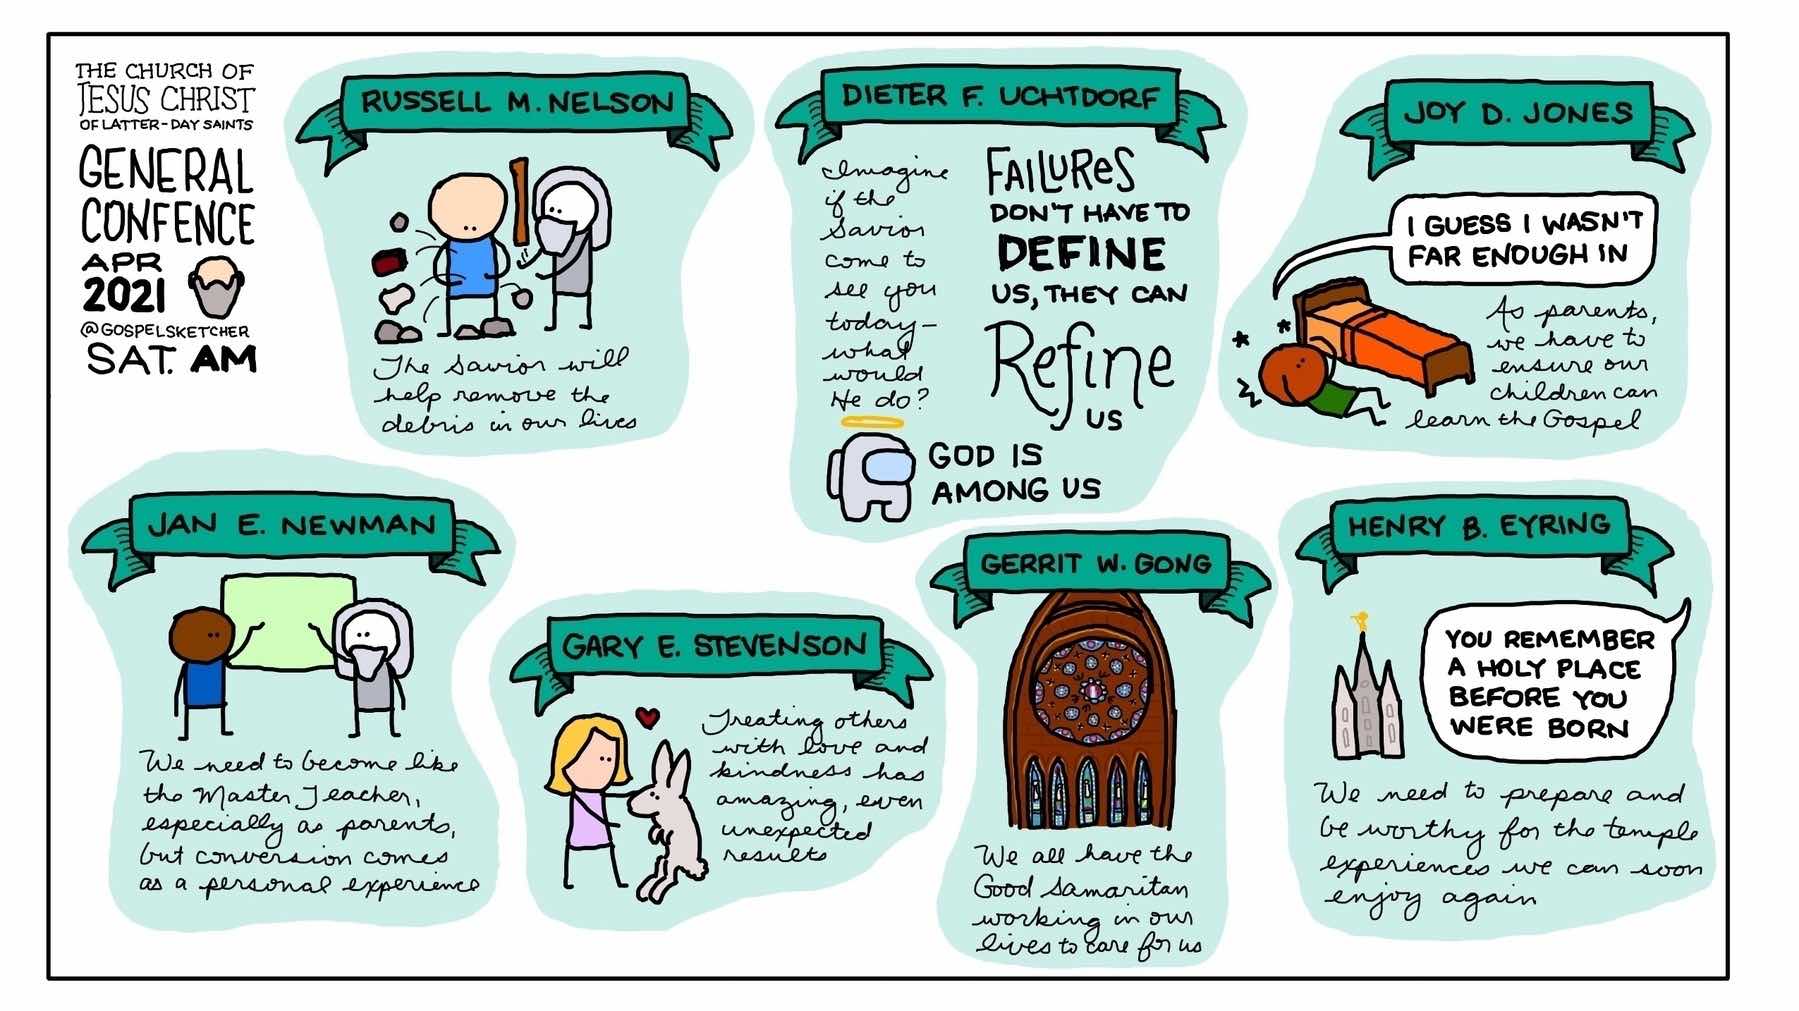 THE CHURCH OF
JESUS CHRIST
OF LATTER-DAY SAINTS
GENERAL
CONFENCE
APR
2021
@GOSPELSKETCHER
SAT. AM
RUSSELL M. NELSON
The Savior will
help remove the
debris in our lives
DIETER F. UCHTDORF
Imagine
if the
Savior
come to
see you
today-
what
would
He do?
FAILURES
DON'T HAVE TO
DEFINE
US, THEY CAN
Refine
US
GOD IS
AMONG US
JOY D. JONES
I GUESS I WASN'T
FAR ENOUGH IN
As parents,
we have to
ensure our
children can
learn the Gospel
JAN E. NEWMAN
We need to become like
the Master Teacher,
especially as parents,
but conversion comes
as a personal experience
GARY E. STEVENSON
Treating others
with love and
kindness has
amazing, even
unexpected
results
GERRIT W. GONG
We all have the
Good Samaritan
working in our
lives to care for us
HENRY B. EYRING
YOU REMEMBER
A HOLY PLACE
BEFORE YOU
WERE BORN
We need to prepare and
be worthy for the temple
experiences we can soon
enjoy again